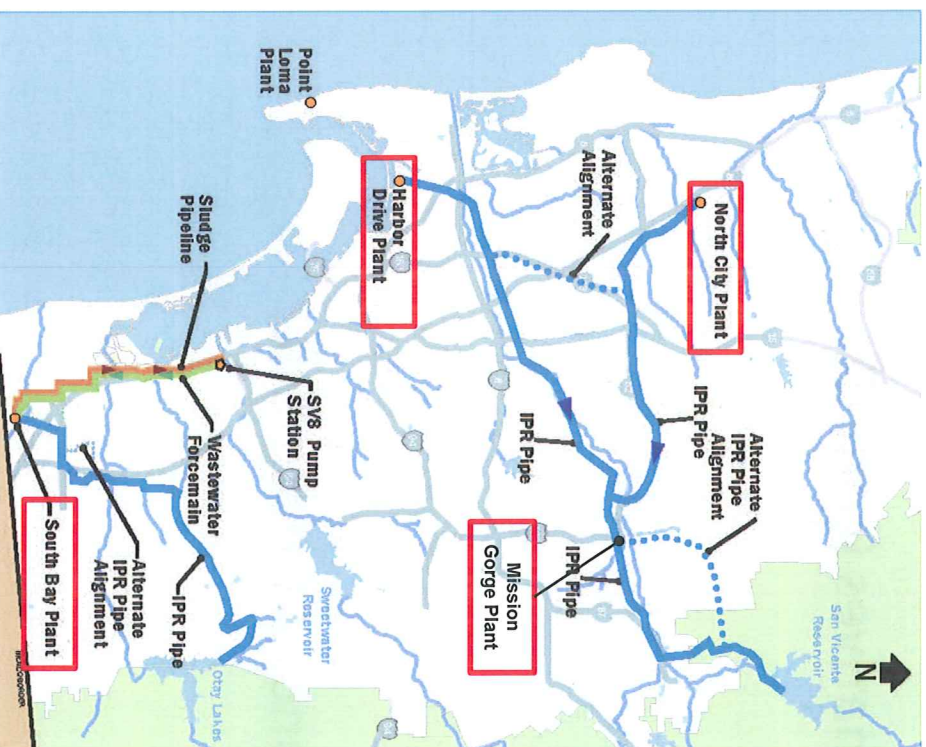 N
San Vicente
Reservoir
North City Plant
Alternate
Alignment
IPR Pipe
Alternate
IPR Pipe
Alignment
Point
Loma
Plant
Harbor
Drive Plant
IPR Pipe
IPR Pipe
Mission
Gorge Plant
Sludge
Pipeline
SV8 Pump
Station
Wastewater
Forcemain
Sweetwater
Reservoir
Otay Lakes
IPR Pipe
Alternate
IPR Pipe
Alignment
South Bay Plant